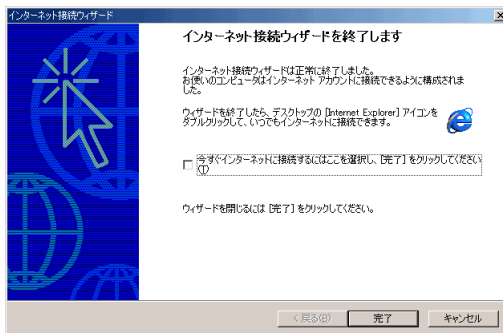 インターネット接続ウィザード
インターネット接続ウィザードを終了します
インターネット接続ウィザードは正常に終了しました。
お使いのコンピュータはインターネット アカウントに接続できるように構成されま
した。
ウィザードを終了したら、デスクトップの [Internet Explorer] アイコンを
ダブルクリックして、いつでもインターネットに接続できます。
今すぐインターネットに接続するにはここを選択し、[完了] をクリックしてください
(T)
ウィザードを閉じるには [完了] をクリックしてください。
< 戻る(B)
完了
キャンセル